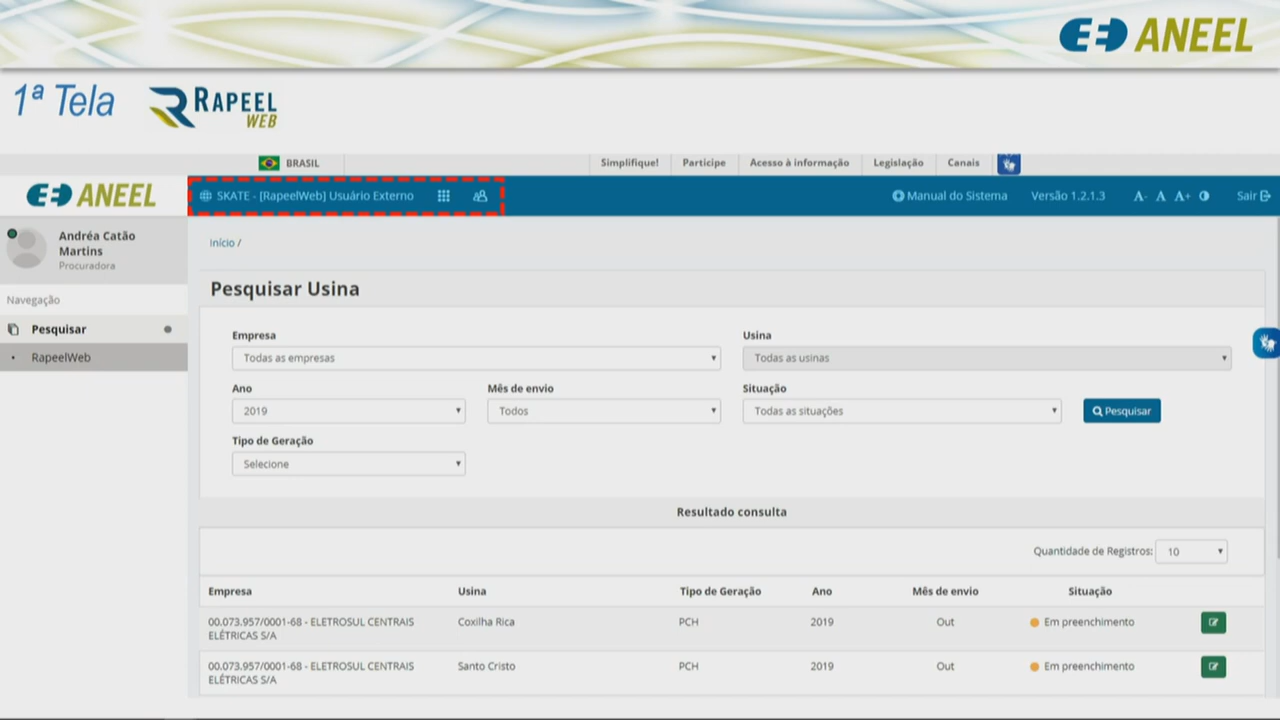 ANEEL
1ª Tela
RAPEEL
WEB
BRASIL
Simplifique!
Participe
Acesso à informação
Legislação
Canais
ANEEL
SKATE - [RapeelWeb] Usuário Externo
Manual do Sistema
Versão 1.2.1.3
A-
A
A+
Sair
Andréa Catão
Martins
Procuradora
Início /
Navegação
Pesquisar
RapeelWeb
Pesquisar Usina
Empresa
Usina
Todas as empresas
Todas as usinas
Ano
Mês de envio
Situação
2019
Todos
Todas as situações
Pesquisar
Tipo de Geração
Selecione
Resultado consulta
Quantidade de Registros:
10
Empresa
Usina
Tipo de Geração
Ano
Mês de envio
Situação
00.073.957/0001-68 - ELETROSUL CENTRAIS
ELÉTRICAS S/A
Coxilha Rica
PCH
2019
Out
Em preenchimento
00.073.957/0001-68 - ELETROSUL CENTRAIS
ELÉTRICAS S/A
Santo Cristo
PCH
2019
Out
Em preenchimento